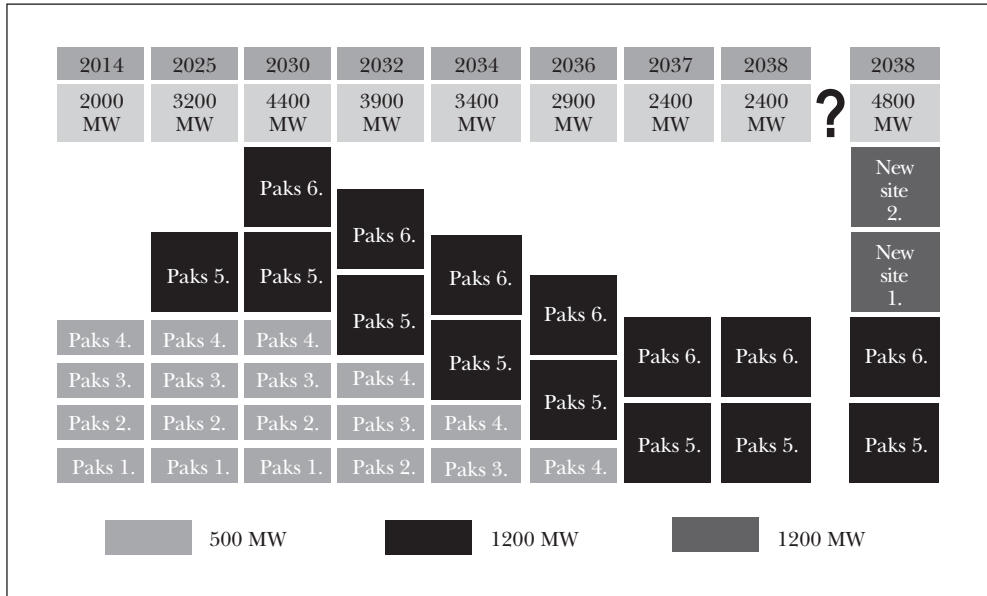 2014 2025 2030 2032 2034 2036 2037 2038 2038
2000 3200 4400 3900 3400 2900 2400 2400 ? 4800
MW MW MW MW MW MW MW MW MW
Paks 6. New
site
2.
Paks 6.
Paks 5. Paks 5. Paks 6. New
site
1.
Paks 6.
Paks 5.
Paks 4. Paks 4. Paks 4. Paks 5. Paks 6. Paks 6. Paks 6.
Paks 3. Paks 3. Paks 3. Paks 4.
Paks 5.
Paks 2. Paks 2. Paks 2. Paks 3. Paks 4. Paks 5. Paks 5. Paks 5.
Paks 1. Paks 1. Paks 1. Paks 2. Paks 3. Paks 4.
500 MW 1200 MW 1200 MW